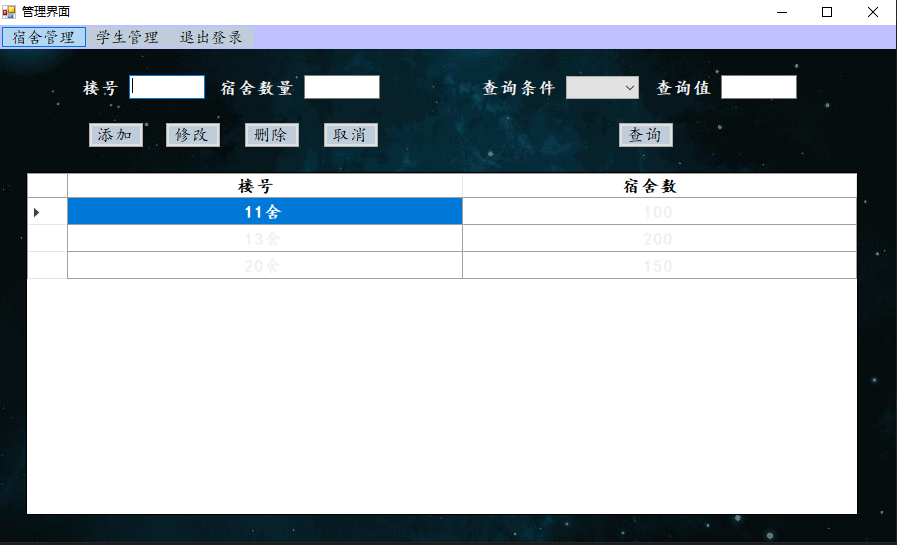 管理界面
宿舍管理 学生管理 退出登录
楼号 宿舍数量 查询条件 查询值
添加 修改 删除 取消 查询
楼号 宿舍数
11舍 100
13舍 200
20舍 150